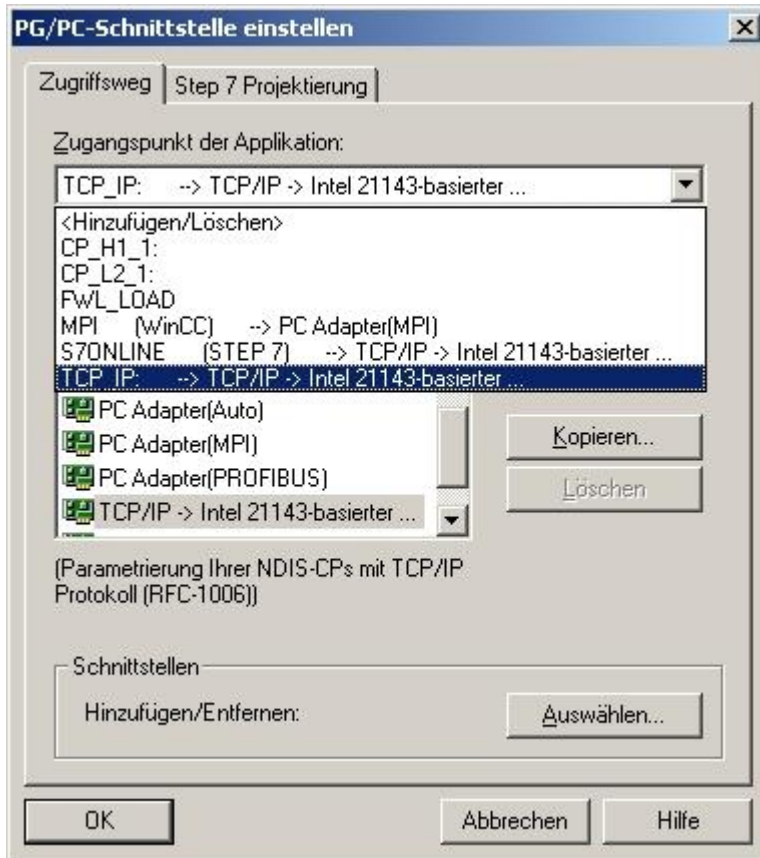 PG/PC-Schnittstelle einstellen
Zugriffsweg
Step 7 Projektierung
Zugangspunkt der Applikation:
TCP_IP: --> TCP/IP -> Intel 21143-basierter ...
<Hinzufügen/Löschen>
CP_H1_1:
CP_L2_1:
FWL_LOAD
MPI (WinCC) --> PC Adapter(MPI)
S7ONLINE (STEP 7) --> TCP/IP -> Intel 21143-basierter ...
TCP_IP: --> TCP/IP -> Intel 21143-basierter ...
PC Adapter(Auto)
PC Adapter(MPI)
PC Adapter(PROFIBUS)
TCP/IP -> Intel 21143-basierter ...
Kopieren...
Löschen
(Parametrierung Ihrer NDIS-CPs mit TCP/IP
Protokoll (RFC-1006))
Schnittstellen
Hinzufügen/Entfernen:
Auswählen...
OK
Abbrechen
Hilfe